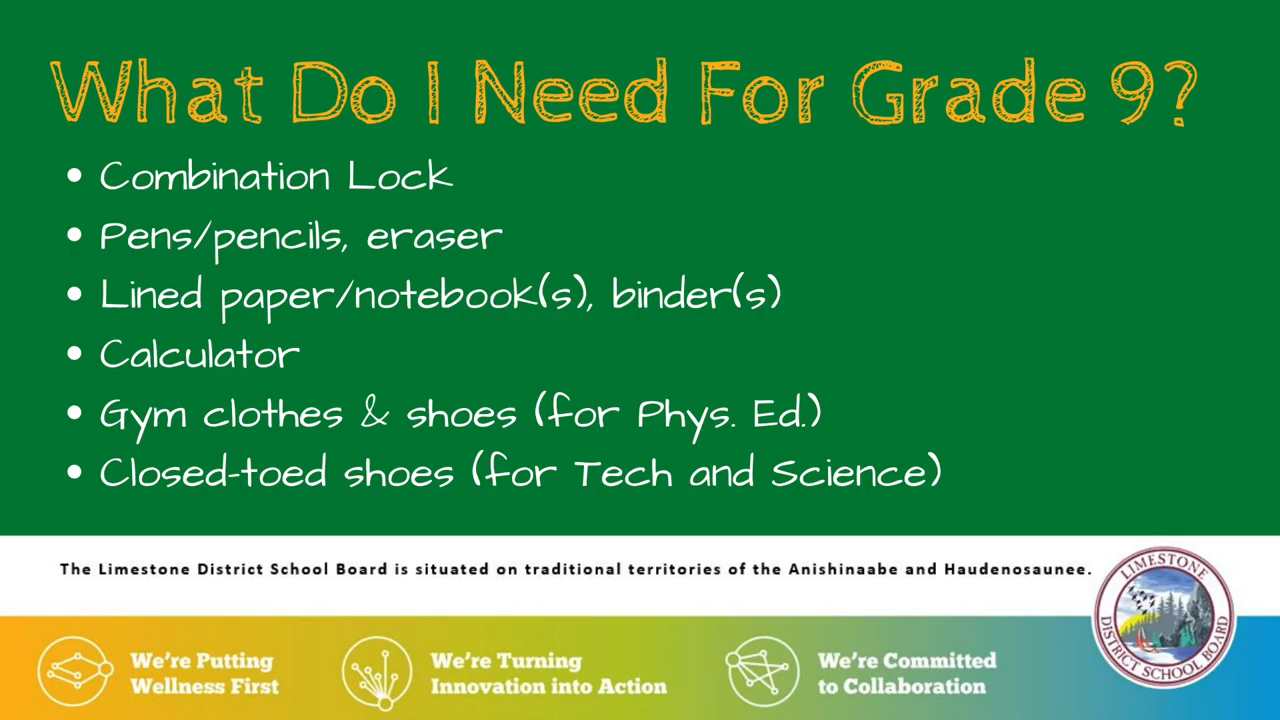 What Do I Need For Grade 9?
• Combination Lock
• Pens/pencils, eraser
• Lined paper/notebook(s), binder(s)
• Calculator
• Gym clothes & shoes (for Phys. Ed.)
• Closed-toed shoes (for Tech and Science)
The Limestone District School Board is situated on traditional territories of the Anishinaabe and Haudenosaunee.
LIMESTONE
DISTRICT SCHOOL BOARD
We're Putting
Wellness First
We're Turning
Innovation into Action
We're Committed
to Collaboration